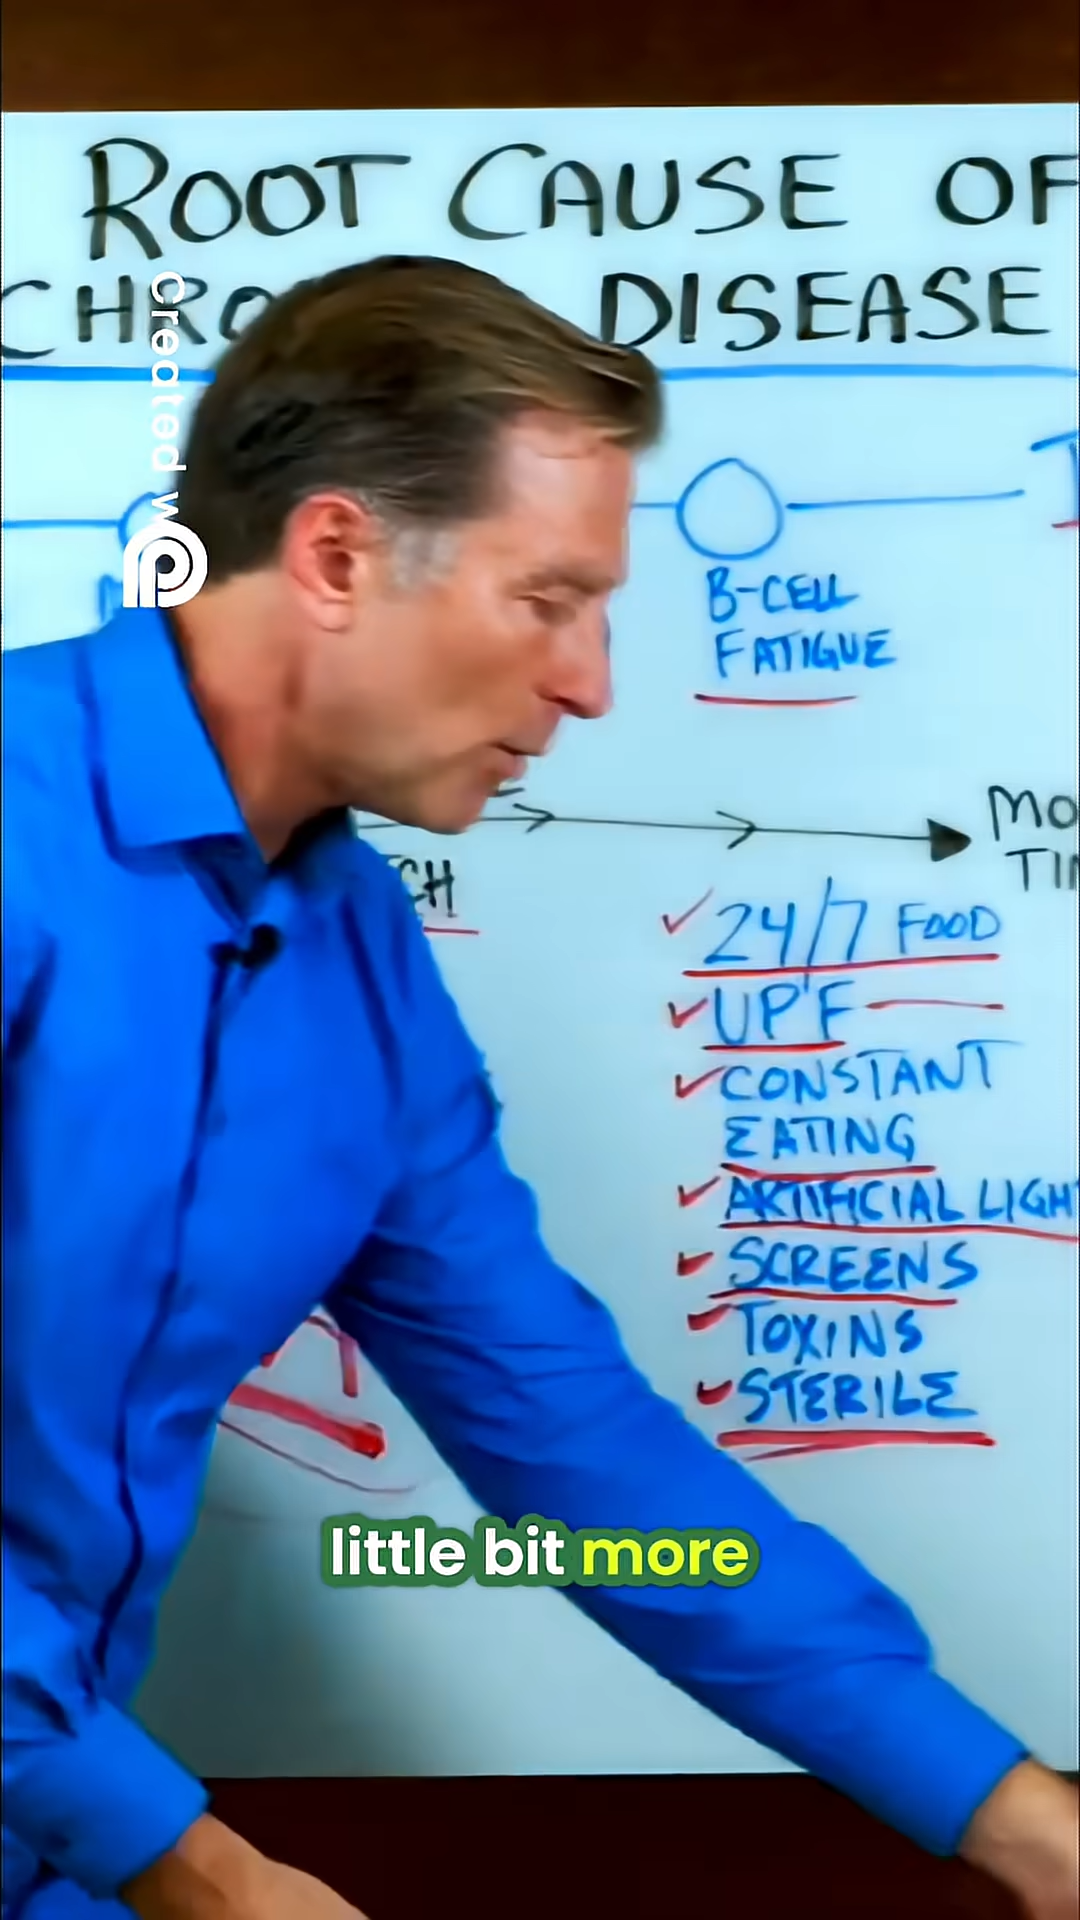 ROOT CAUSE OF
DISEASE
created
B-CELL
FATIGUE
24/7 FOOD
UPF
CONSTANT
EATING
ARTIFICIAL LIGH
SCREENS
TOXINS
STERILE
little bit more